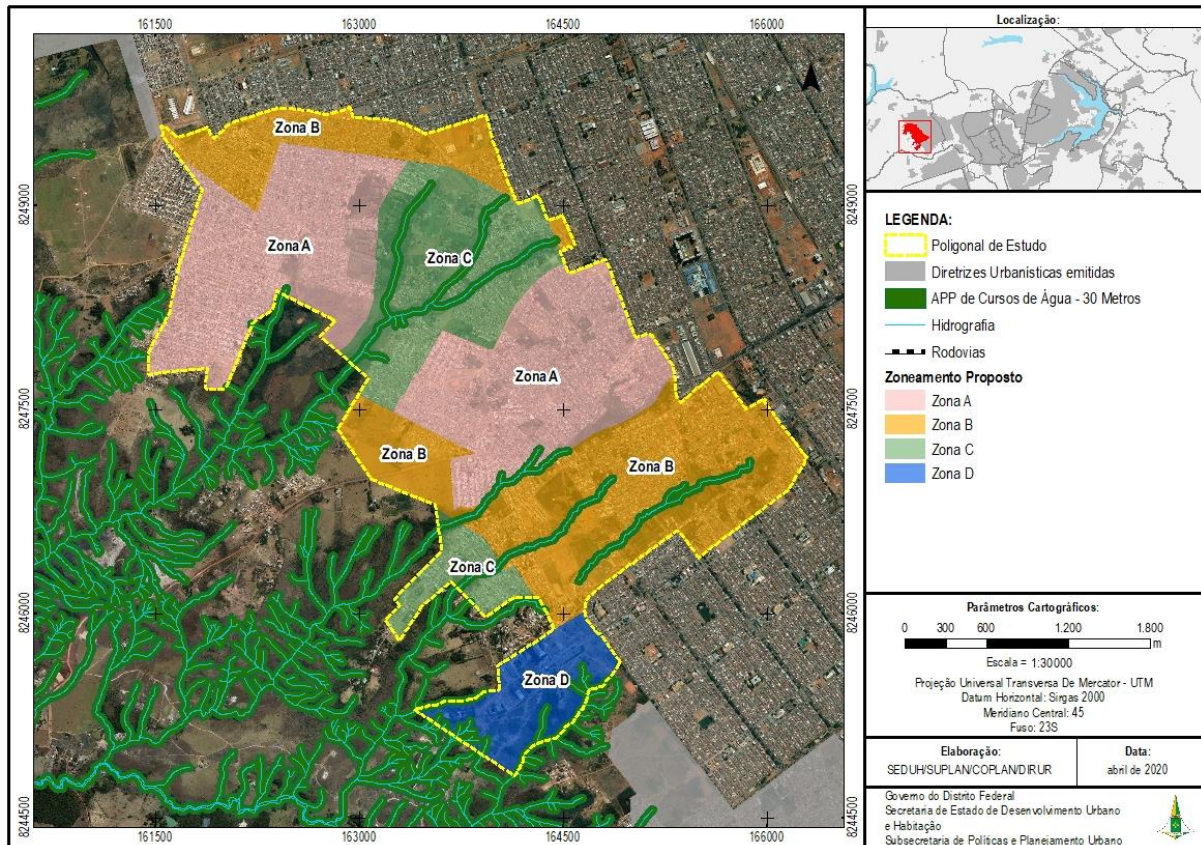 161500 163000 164500 166000
8249000
8247500
8246000
8244500
Zona B
Zona A
Zona C
Zona A
Zona B
Zona B
Zona C
Zona D
8249000
8247500
8246000
8244500
161500 163000 164500 166000
Localização:
LEGENDA:
Poligonal de Estudo
Diretrizes Urbanísticas emitidas
APP de Cursos de Água - 30 Metros
Hidrografia
Rodovias
Zoneamento Proposto
Zona A
Zona B
Zona C
Zona D
Parâmetros Cartográficos:
0 300 600 1.200 1.800
m
Escala = 1:30000
Projeção Universal Transversa De Mercator - UTM
Datum Horizontal: Sirgas 2000
Meridiano Central: 45
Fuso: 23S
Elaboração:
SEDUH/SUPLAN/COPLAN/DIRUR
Data:
abril de 2020
Governo do Distrito Federal
Secretaria de Estado de Desenvolvimento Urbano
e Habitação
Subsecretaria de Políticas e Planejamento Urbano